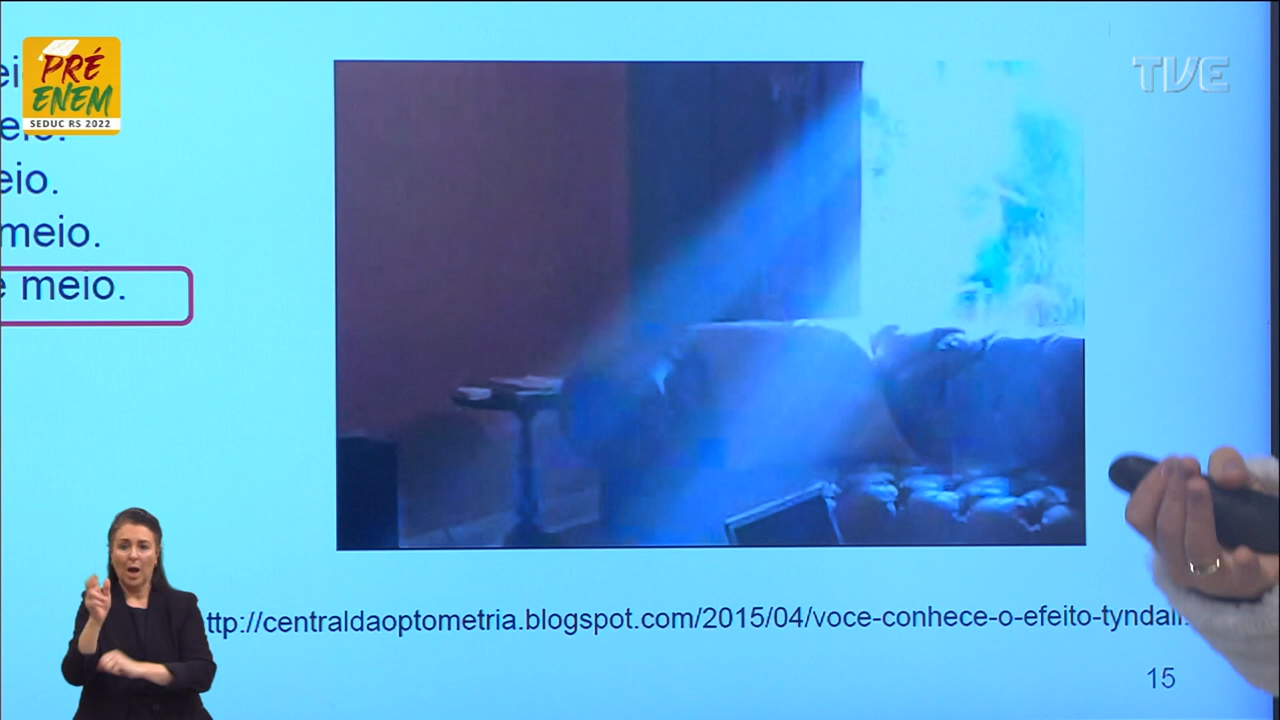 PRÉ
ENEM
SEDUC RS 2022
TVE
eio.
meio.
meio.
ttp://centraldaoptometria.blogspot.com/2015/04/voce-conhece-o-efeito-tyndall.
15